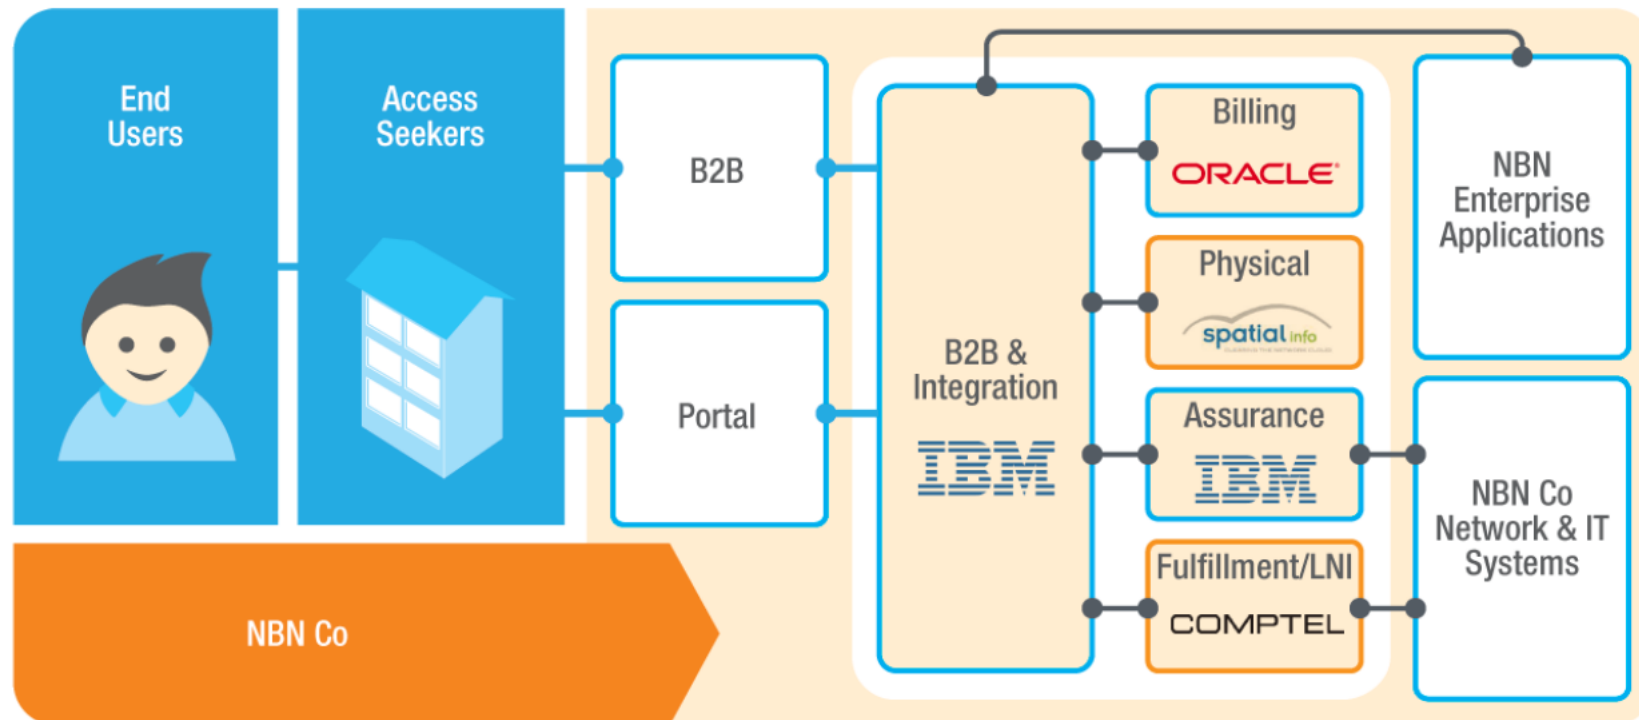 End
Users
Access
Seekers
B2B
Portal
NBN Co
B2B &
Integration
IBM
Billing
ORACLE
Physical
spatial info
Assurance
IBM
Fulfillment/LNI
COMPTEL
NBN
Enterprise
Applications
NBN Co
Network & IT
Systems